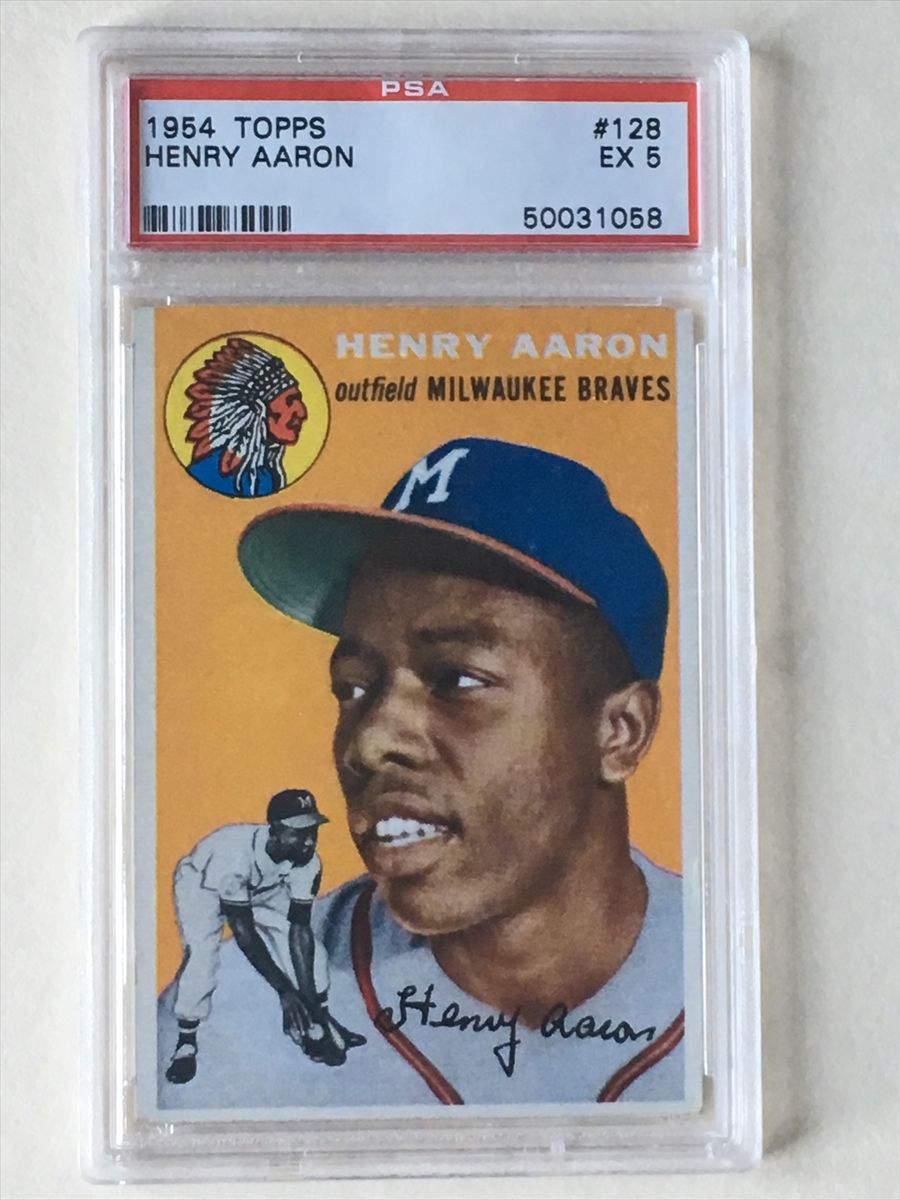 PSA
1954 TOPPS #128
HENRY AARON EX 5
50031058
HENRY AARON
outfield MILWAUKEE BRAVES
M
M
Henry Aaron